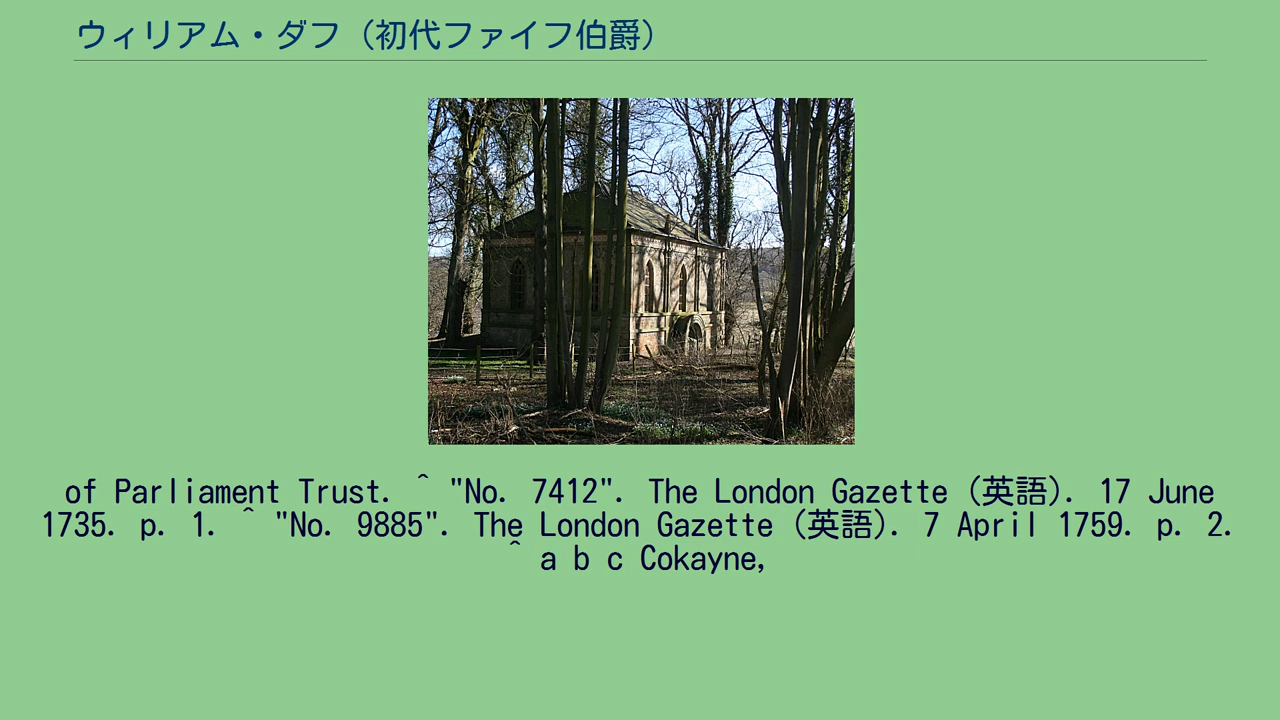 ウィリアム・ダフ（初代ファイフ伯爵）
of Parliament Trust. ^ "No. 7412". The London Gazette (英語). 17 June
1735. p. 1. ^ "No. 9885". The London Gazette (英語). 7 April 1759. p. 2.
^ a b c Cokayne,